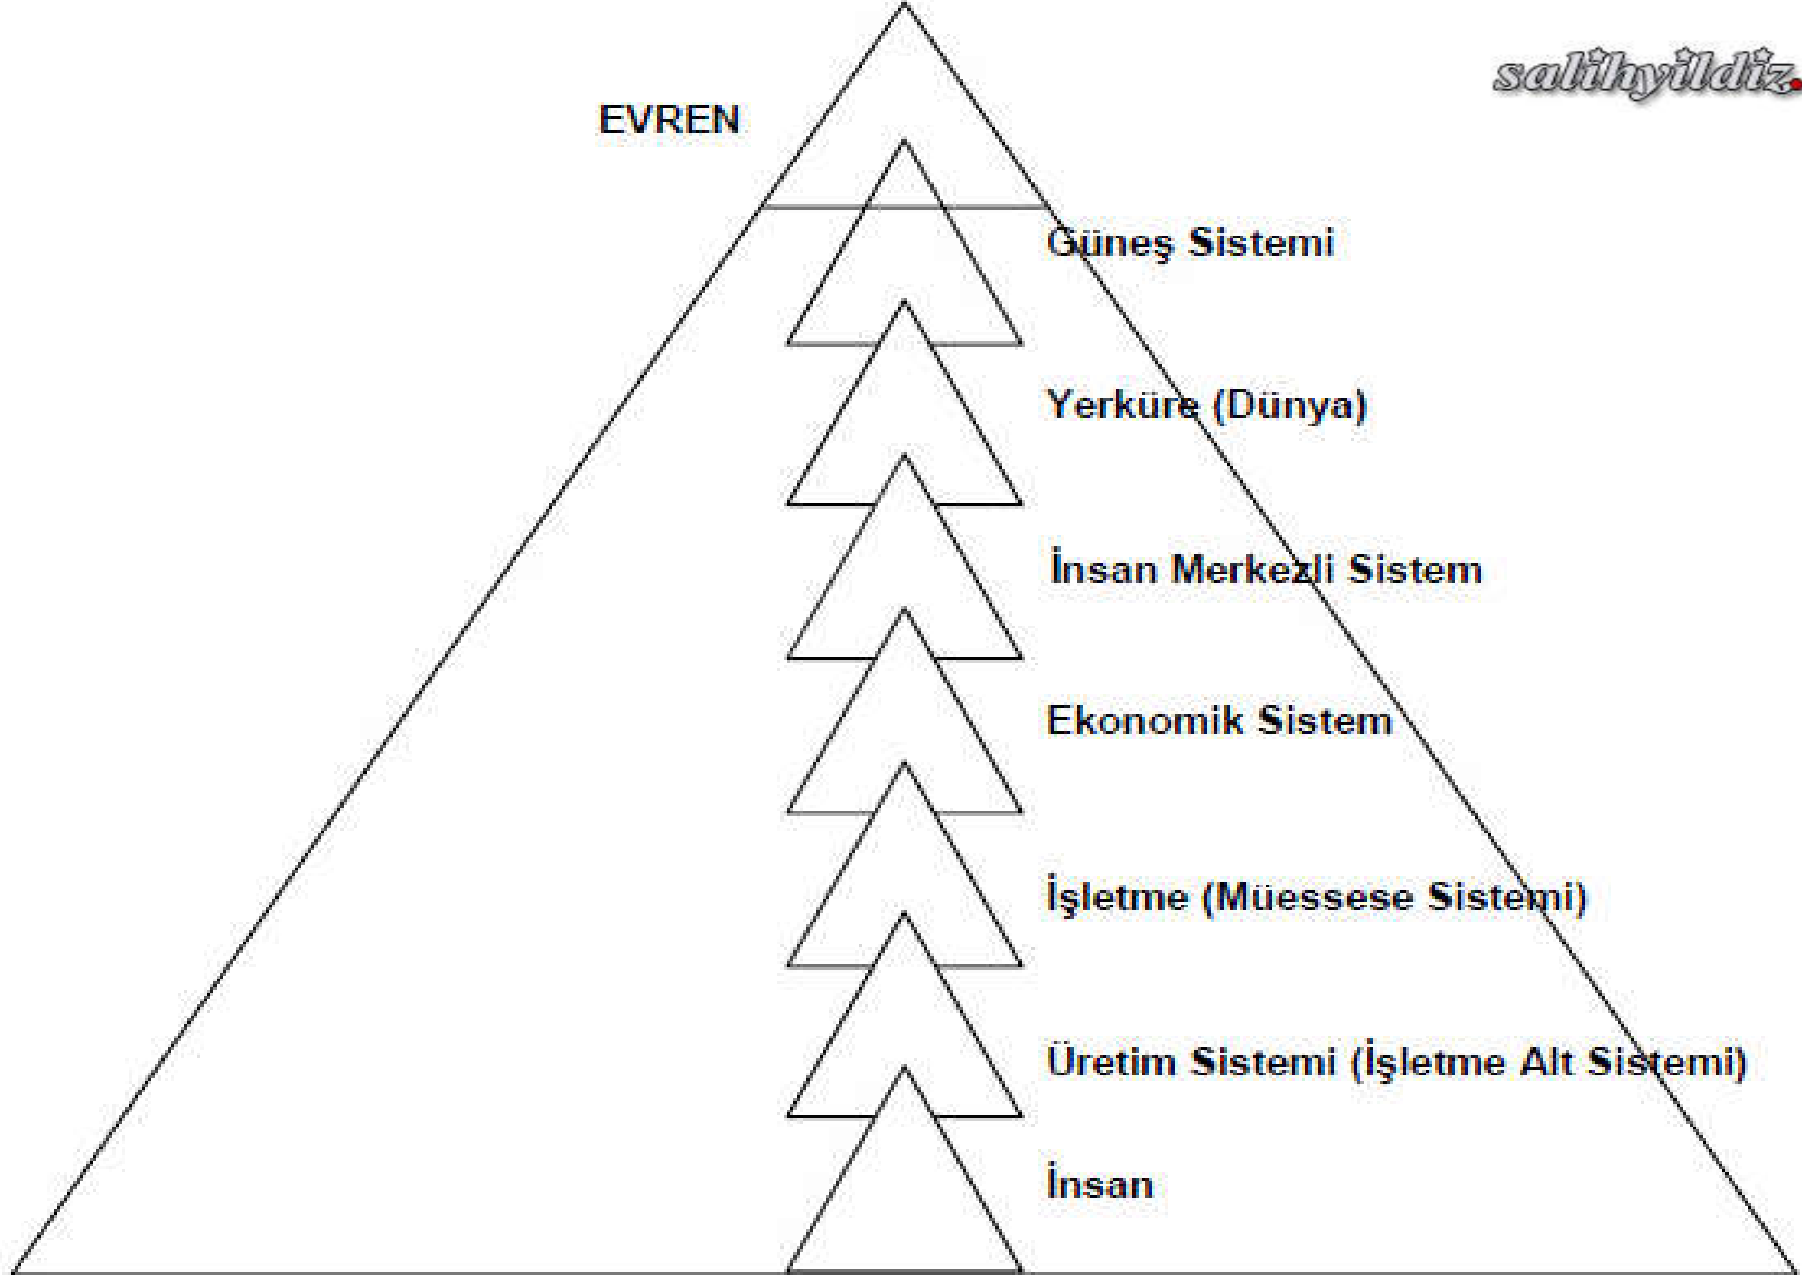 salihyildiz.
EVREN
Güneş Sistemi
Yerküre (Dünya)
İnsan Merkezli Sistem
Ekonomik Sistem
İşletme (Müessese Sistemi)
Üretim Sistemi (İşletme Alt Sistemi)
İnsan